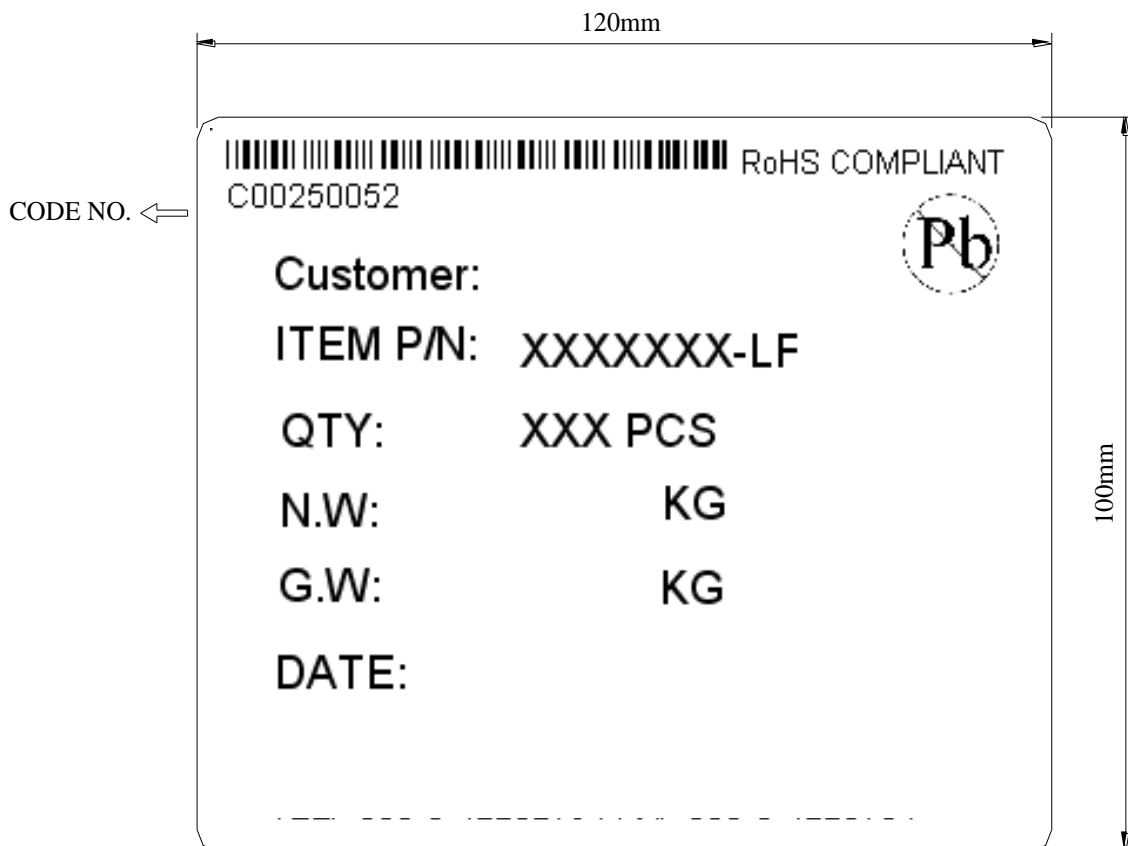 120mm
RoHS COMPLIANT
C00250052
CODE NO.
Pb
Customer:
ITEM P/N: XXXXXXX-LF
QTY: XXX PCS
N.W: KG
G.W: KG
DATE:
100mm